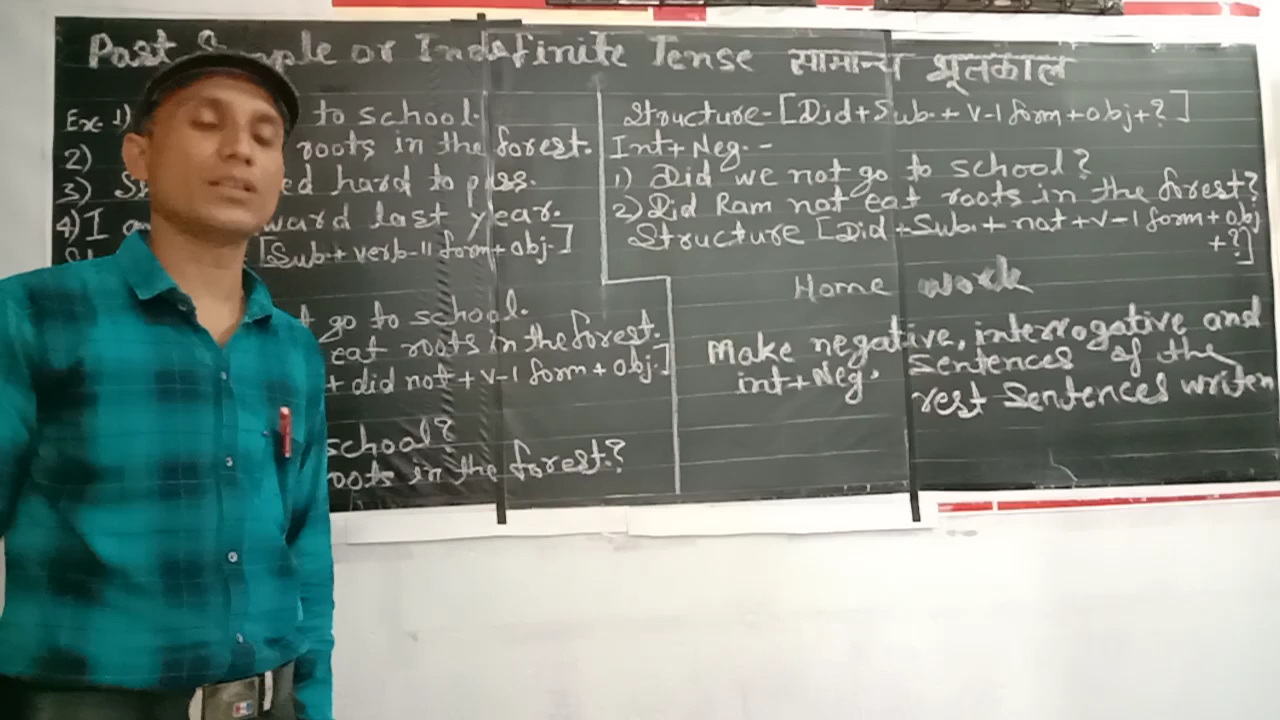 Past Simple or Indefinite Tense सामान्य भूतकाल
Ex-1) to school.
2) roots in the forest.
3) ed hard to pass.
4) I ward last year.
[Sub+verb-II form+obj.]
go to school.
eat roots in the forest.
+ did not + V-1 form + obj.]
school?
roots in the forest?
Structure-[Did+Sub.+V-1 form+obj+?]
Int+Neg.-
1) Did we not go to school?
2) Did Ram not eat roots in the forest?
Structure [Did+Sub.+not+V-1 form+obj
+?]
Home work
Make negative, interrogative and
int+Neg. Sentences of the
rest Sentences writen